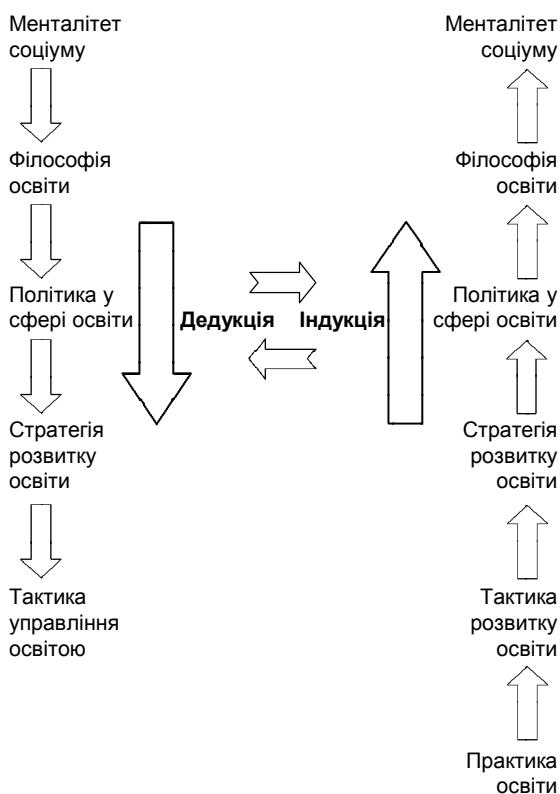 Менталітет
соціуму
Філософія
освіти
Політика у
сфері освіти
Стратегія
розвитку
освіти
Тактика
управління
освітою
Дедукція
Індукція
Менталітет
соціуму
Філософія
освіти
Політика у
сфері освіти
Стратегія
розвитку
освіти
Тактика
розвитку
освіти
Практика
освіти